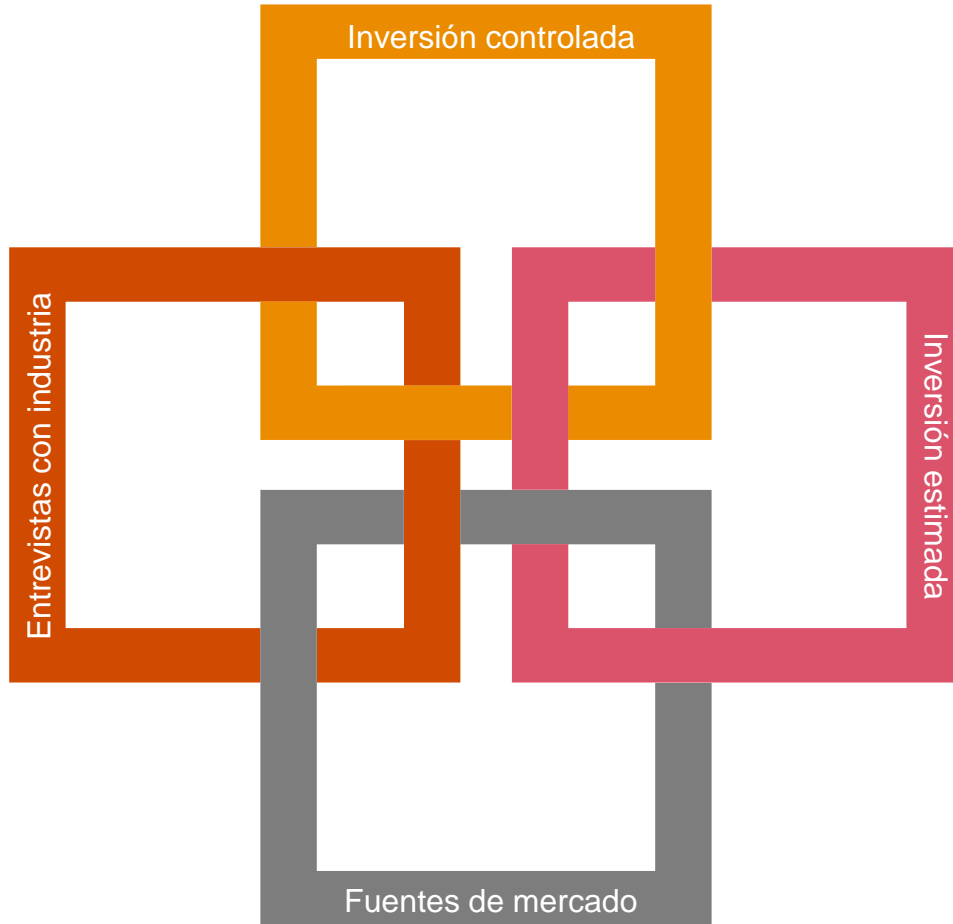 Inversión controlada
Entrevistas con industria
Inversión estimada
Fuentes de mercado